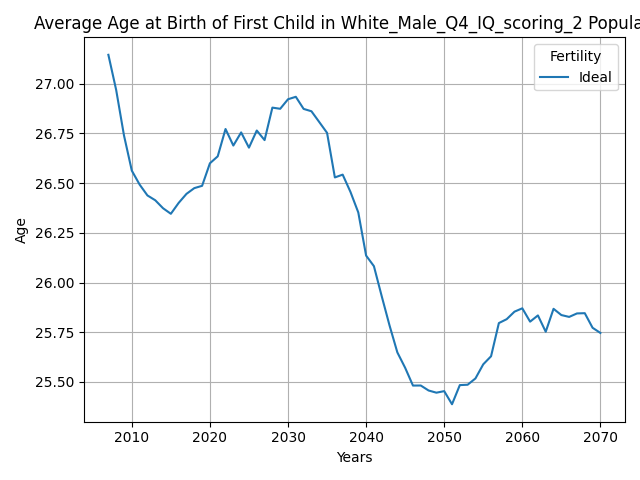 Average Age at Birth of First Child in White_Male_Q4_IQ_scoring_2 Popula
Fertility
Ideal
27.00
26.75
26.50
26.25
26.00
25.75
25.50
Age
2010 2020 2030 2040 2050 2060 2070
Years